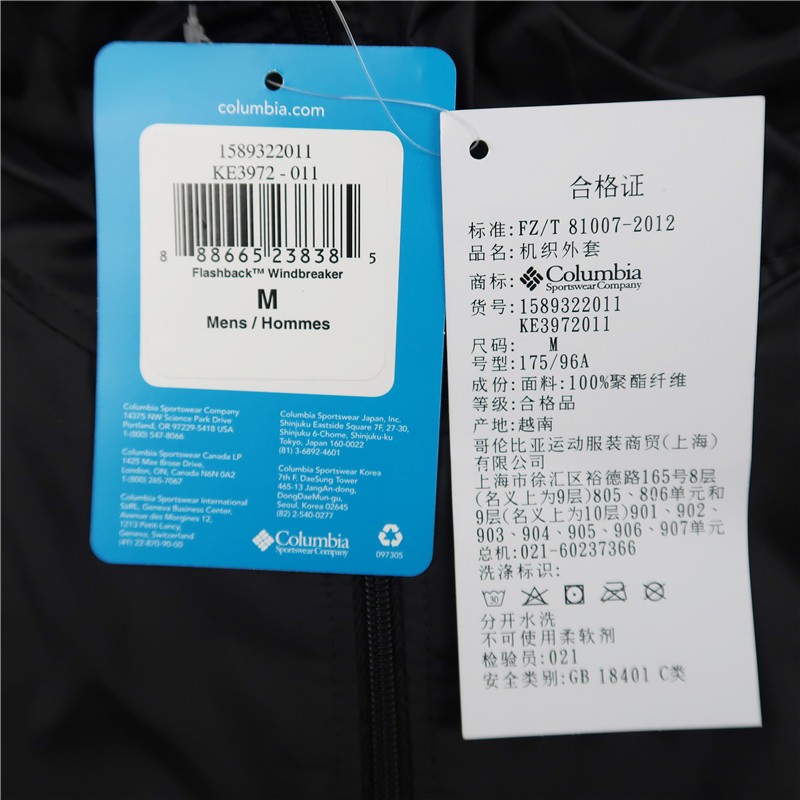 columbia.com
1589322011
KE3972 - 011
8 88665 23838 5
Flashback™ Windbreaker
M
Mens / Hommes
Columbia Sportswear Company
14375 NW Science Park Drive
Portland, OR 97229-5418 USA
1-(800) 547-8066
Columbia Sportswear Canada LP
1425 Max Brose Drive,
London, ON, Canada N6N 0A2
1-(800) 265-7067
Columbia Sportswear International
SaRL, Geneva Business Center,
Avenue des Morgines 12,
1213 Petit-Lancy,
Geneva, Switzerland
(41) 22-870-90-00
Columbia Sportswear Japan, Inc.
Shinjuku Eastside Square 7F, 27-30,
Shinjuku 6-Chome, Shinjuku-ku
Tokyo, Japan 160-0022
(81) 3-6892-4601
Columbia Sportswear Korea
7th F. DaeSung Tower
465-13 JangAn-dong,
DongDaeMun-gu,
Seoul, Korea 02645
(82) 2-540-0277
Columbia
Sportswear Company
097305
合格证
标准:FZ/T 81007-2012
品名:机织外套
商标: Columbia
Sportswear Company
货号:1589322011
KE3972011
尺码: M
号型:175/96A
成份:面料:100%聚酯纤维
等级:合格品
产地:越南
哥伦比亚运动服装商贸(上海)
有限公司
上海市徐汇区裕德路165号8层
(名义上为9层)805、806单元和
9层(名义上为10层)901、902、
903、904、905、906、907单元
总机:021-60237366
洗涤标识:
30
分开水洗
不可使用柔软剂
检验员:021
安全类别:GB 18401 C类